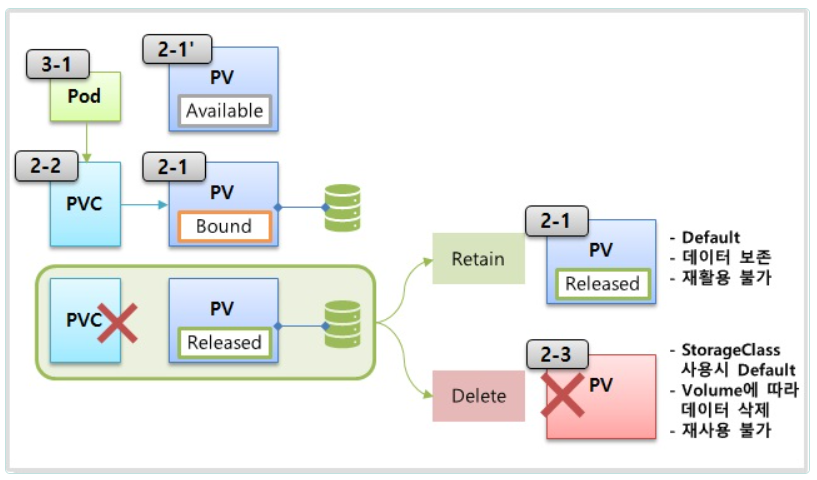 3-1
Pod
2-1'
PV
Available
2-2
PVC
2-1
PV
Bound
PVC
PV
Released
Retain
2-1
PV
Released
- Default
- 데이터 보존
- 재활용 불가
Delete
2-3
PV
- StorageClass
사용시 Default
- Volume에 따라
데이터 삭제
- 재사용 불가